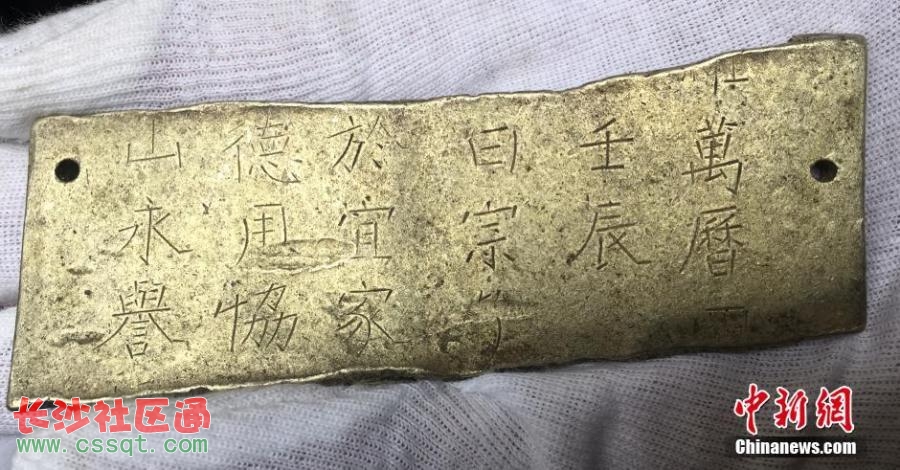 萬曆
壬辰
曰宗
於宜家
德用協
山永譽
长沙社区通
www.cssqt.com
中新網
Chinanews.com